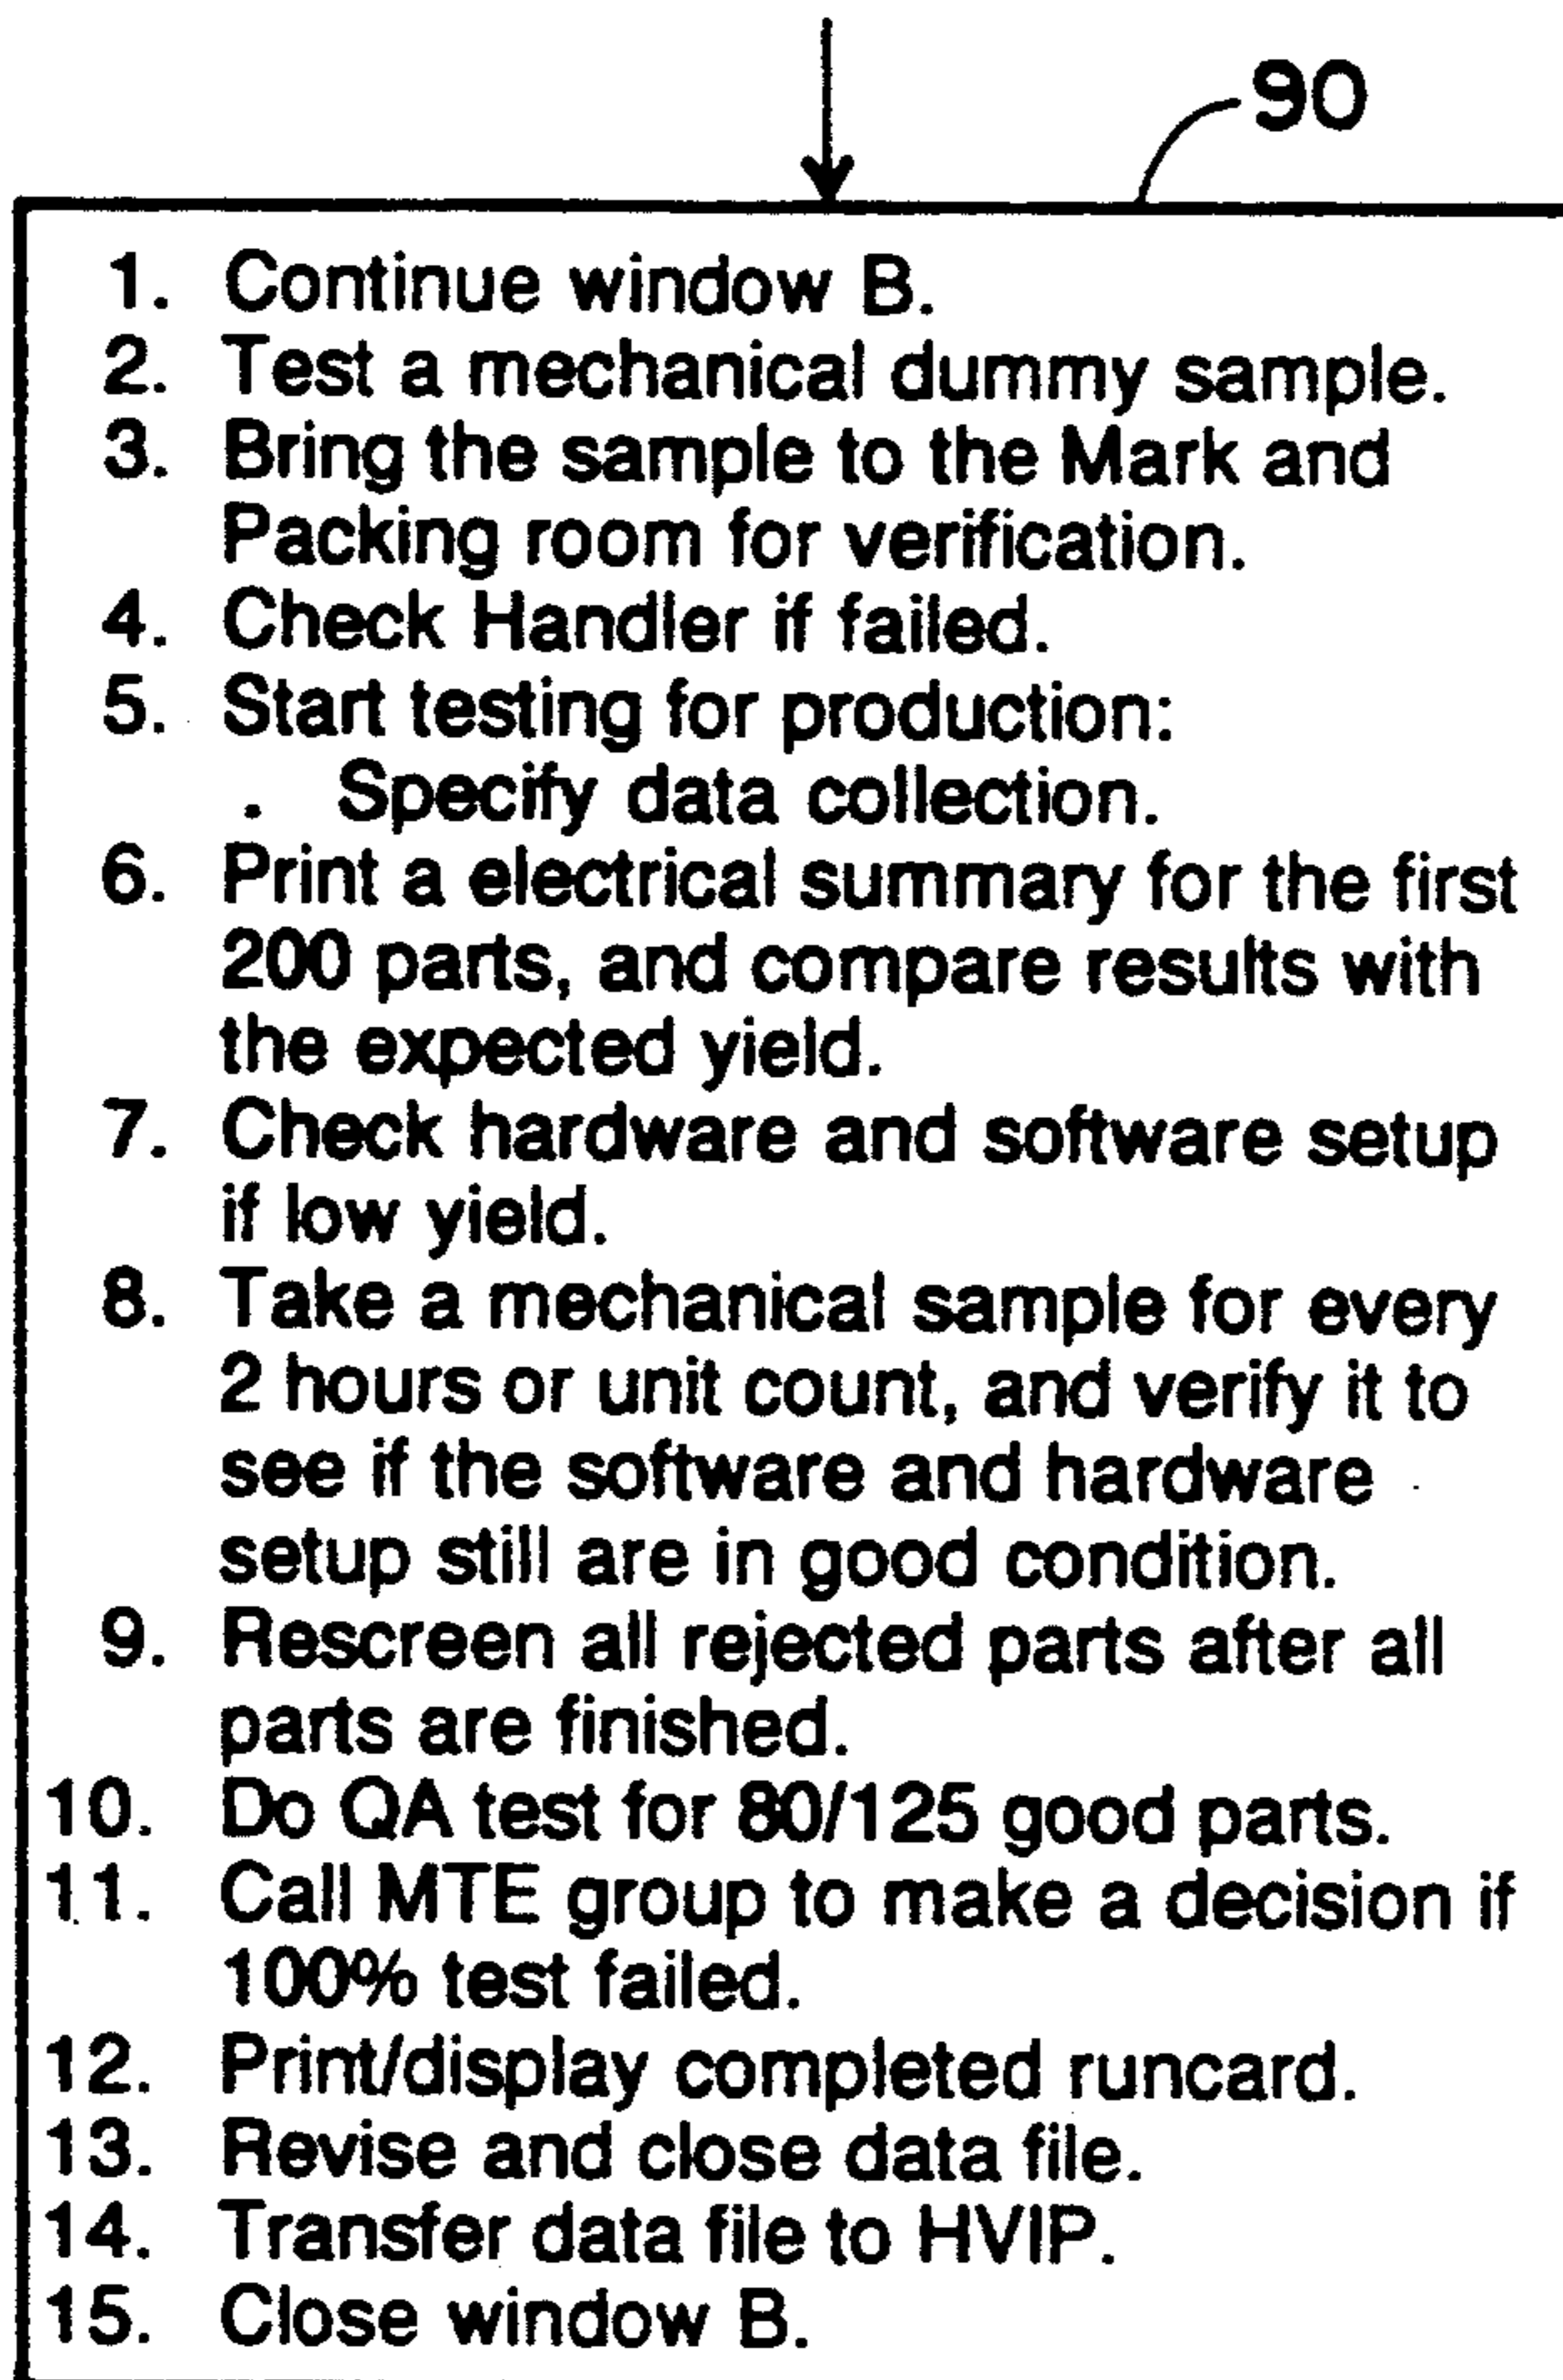 90
1. Continue window B.
2. Test a mechanical dummy sample.
3. Bring the sample to the Mark and
Packing room for verification.
4. Check Handler if failed.
5. Start testing for production:
. Specify data collection.
6. Print a electrical summary for the first
200 parts, and compare results with
the expected yield.
7. Check hardware and software setup
if low yield.
8. Take a mechanical sample for every
2 hours or unit count, and verify it to
see if the software and hardware
setup still are in good condition.
9. Rescreen all rejected parts after all
parts are finished.
10. Do QA test for 80/125 good parts.
11. Call MTE group to make a decision if
100% test failed.
12. Print/display completed runcard.
13. Revise and close data file.
14. Transfer data file to HVIP.
15. Close window B.